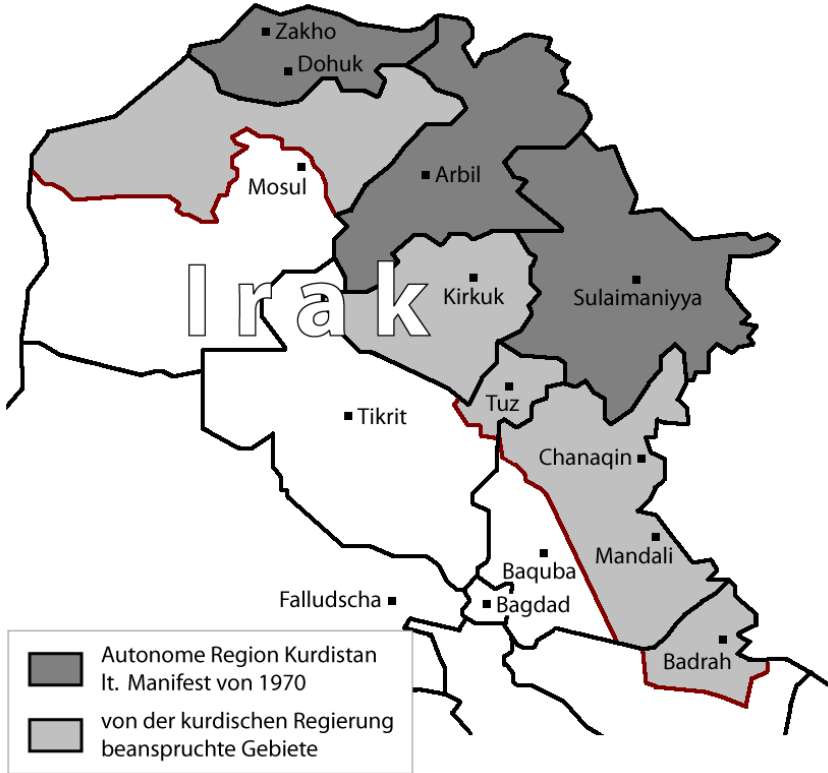 Zakho
Dohuk
Mosul
Arbil
Irak
Kirkuk
Sulaimaniyya
Tuz
Tikrit
Chanaqin
Mandali
Baquba
Falludscha
Bagdad
Badrah
Autonome Region Kurdistan
lt. Manifest von 1970
von der kurdischen Regierung
beanspruchte Gebiete